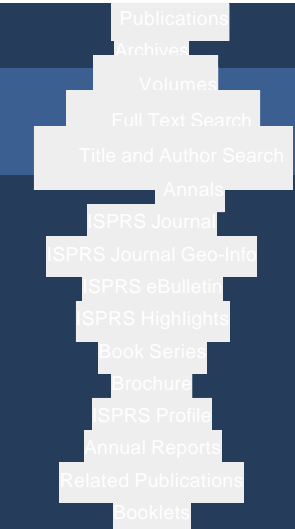 Publications
Archives
Volumes
Full Text Search
Title and Author Search
Annals
ISPRS Journal
ISPRS Journal Geo-Info
ISPRS eBulletin
ISPRS Highlights
Book Series
Brochure
ISPRS Profile
Annual Reports
Related Publications
Booklets